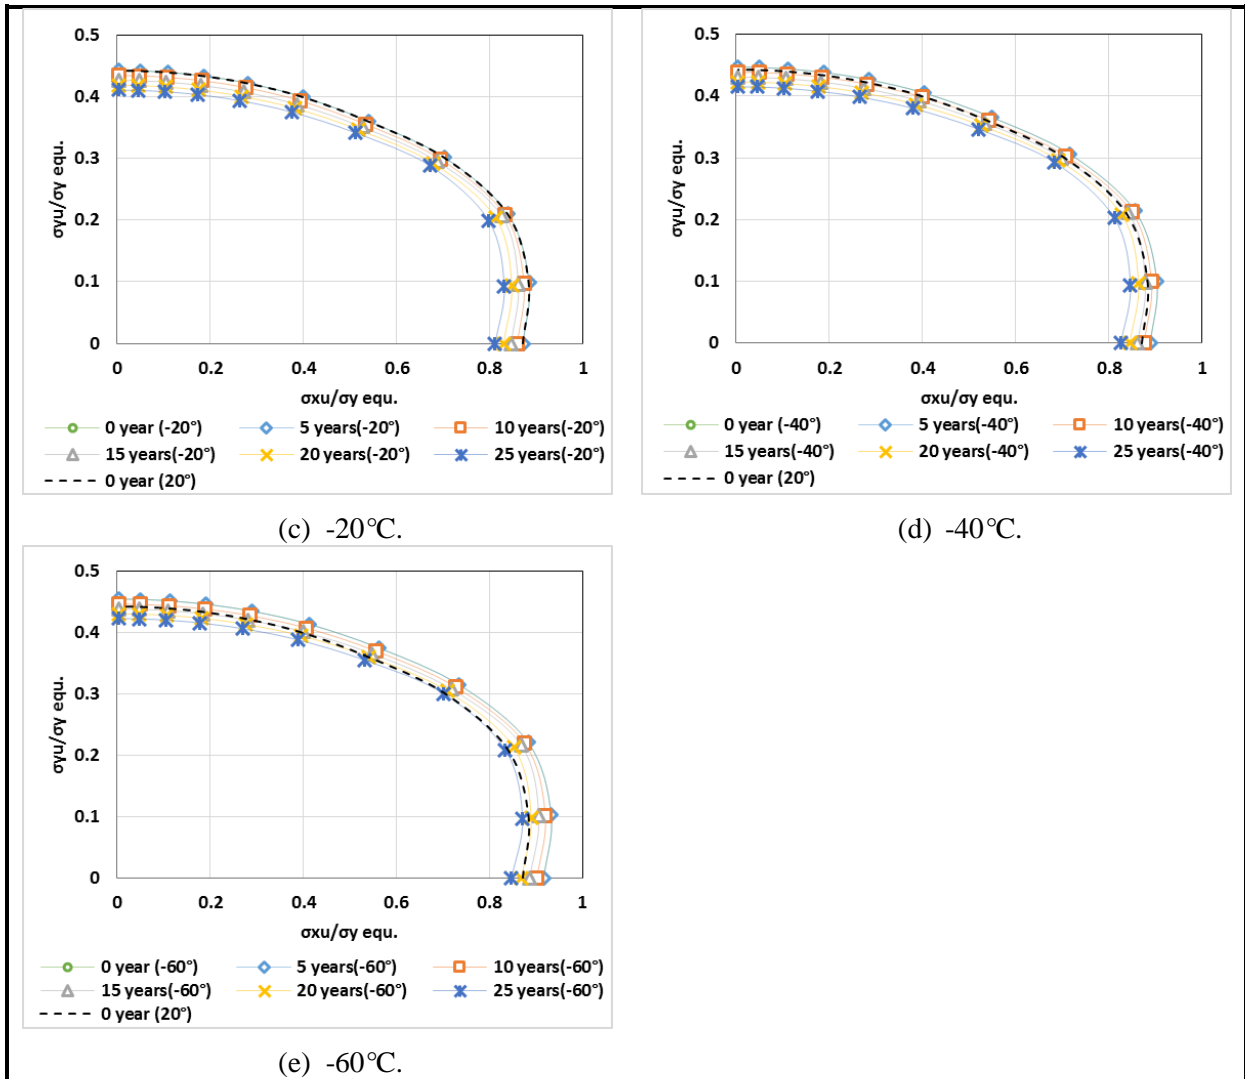 0.5
0.4
0.3
0.2
0.1
0
0 0.2 0.4 0.6 0.8 1
σyu/σy equ.
σxu/σy equ.
0 year (-20°) 5 years(-20°) 10 years(-20°)
15 years(-20°) 20 years(-20°) 25 years(-20°)
0 year (20°)
(c) -20℃.
0.5
0.4
0.3
0.2
0.1
0
0 0.2 0.4 0.6 0.8 1
σyu/σy equ.
σxu/σy equ.
0 year (-40°) 5 years(-40°) 10 years(-40°)
15 years(-40°) 20 years(-40°) 25 years(-40°)
0 year (20°)
(d) -40℃.
0.5
0.4
0.3
0.2
0.1
0
0 0.2 0.4 0.6 0.8 1
σyu/σy equ.
σxu/σy equ.
0 year (-60°) 5 years(-60°) 10 years(-60°)
15 years(-60°) 20 years(-60°) 25 years(-60°)
0 year (20°)
(e) -60℃.